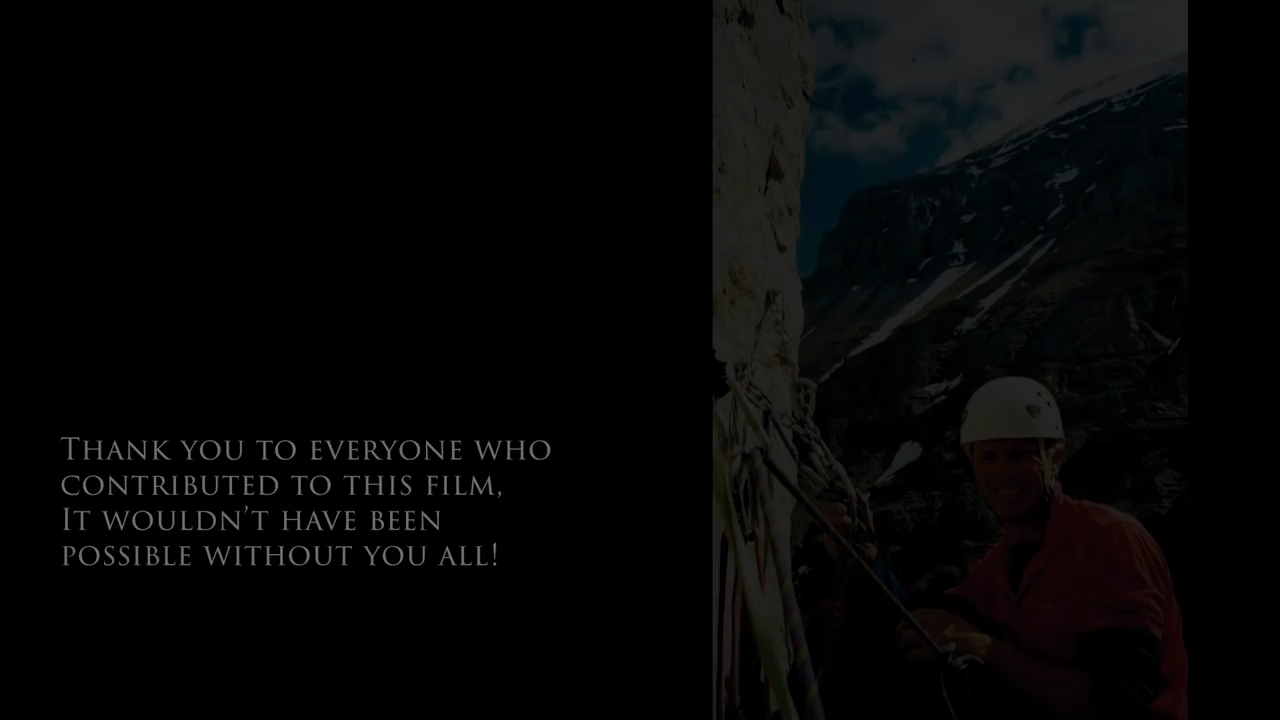 Thank you to everyone who
contributed to this film,
It wouldn't have been
possible without you all!